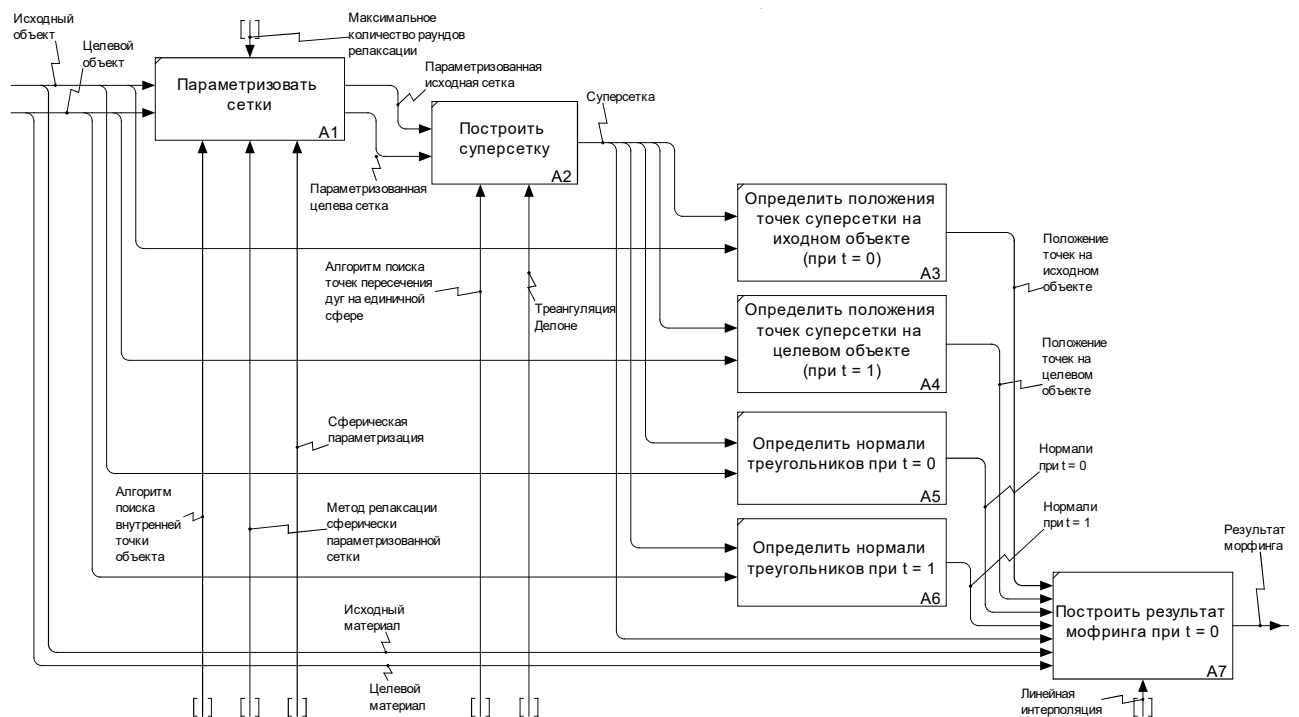 Исходный
объект
Целевой
объект
[ ]
Максимальное
количество раундов
релаксации
Параметризовать
сетки
A1
Параметризованная
исходная сетка
Параметризованная
целева сетка
Построить
суперсетку
A2
Суперсетка
Определить положения
точек суперсетки на
иходном объекте
(при t = 0)
A3
Положение
точек на
исходном
объекте
Алгоритм поиска
точек пересечения
дуг на единичной
сфере
Треангуляция
Делоне
Определить положения
точек суперсетки на
целевом объекте
(при t = 1)
A4
Положение
точек на
целевом
объекте
Сферическая
параметризация
Определить нормали
треугольников при t = 0
A5
Нормали
при t = 0
Алгоритм
поиска
внутренней
точки
объекта
Метод релаксации
сферически
параметризованной
сетки
Определить нормали
треугольников при t = 1
A6
Нормали
при t = 1
Результат
морфинга
Построить результат
мофринга при t = 0
A7
Исходный
материал
Целевой
материал
Линейная
интерполяция
[ ] [ ] [ ] [ ] [ ] [ ]